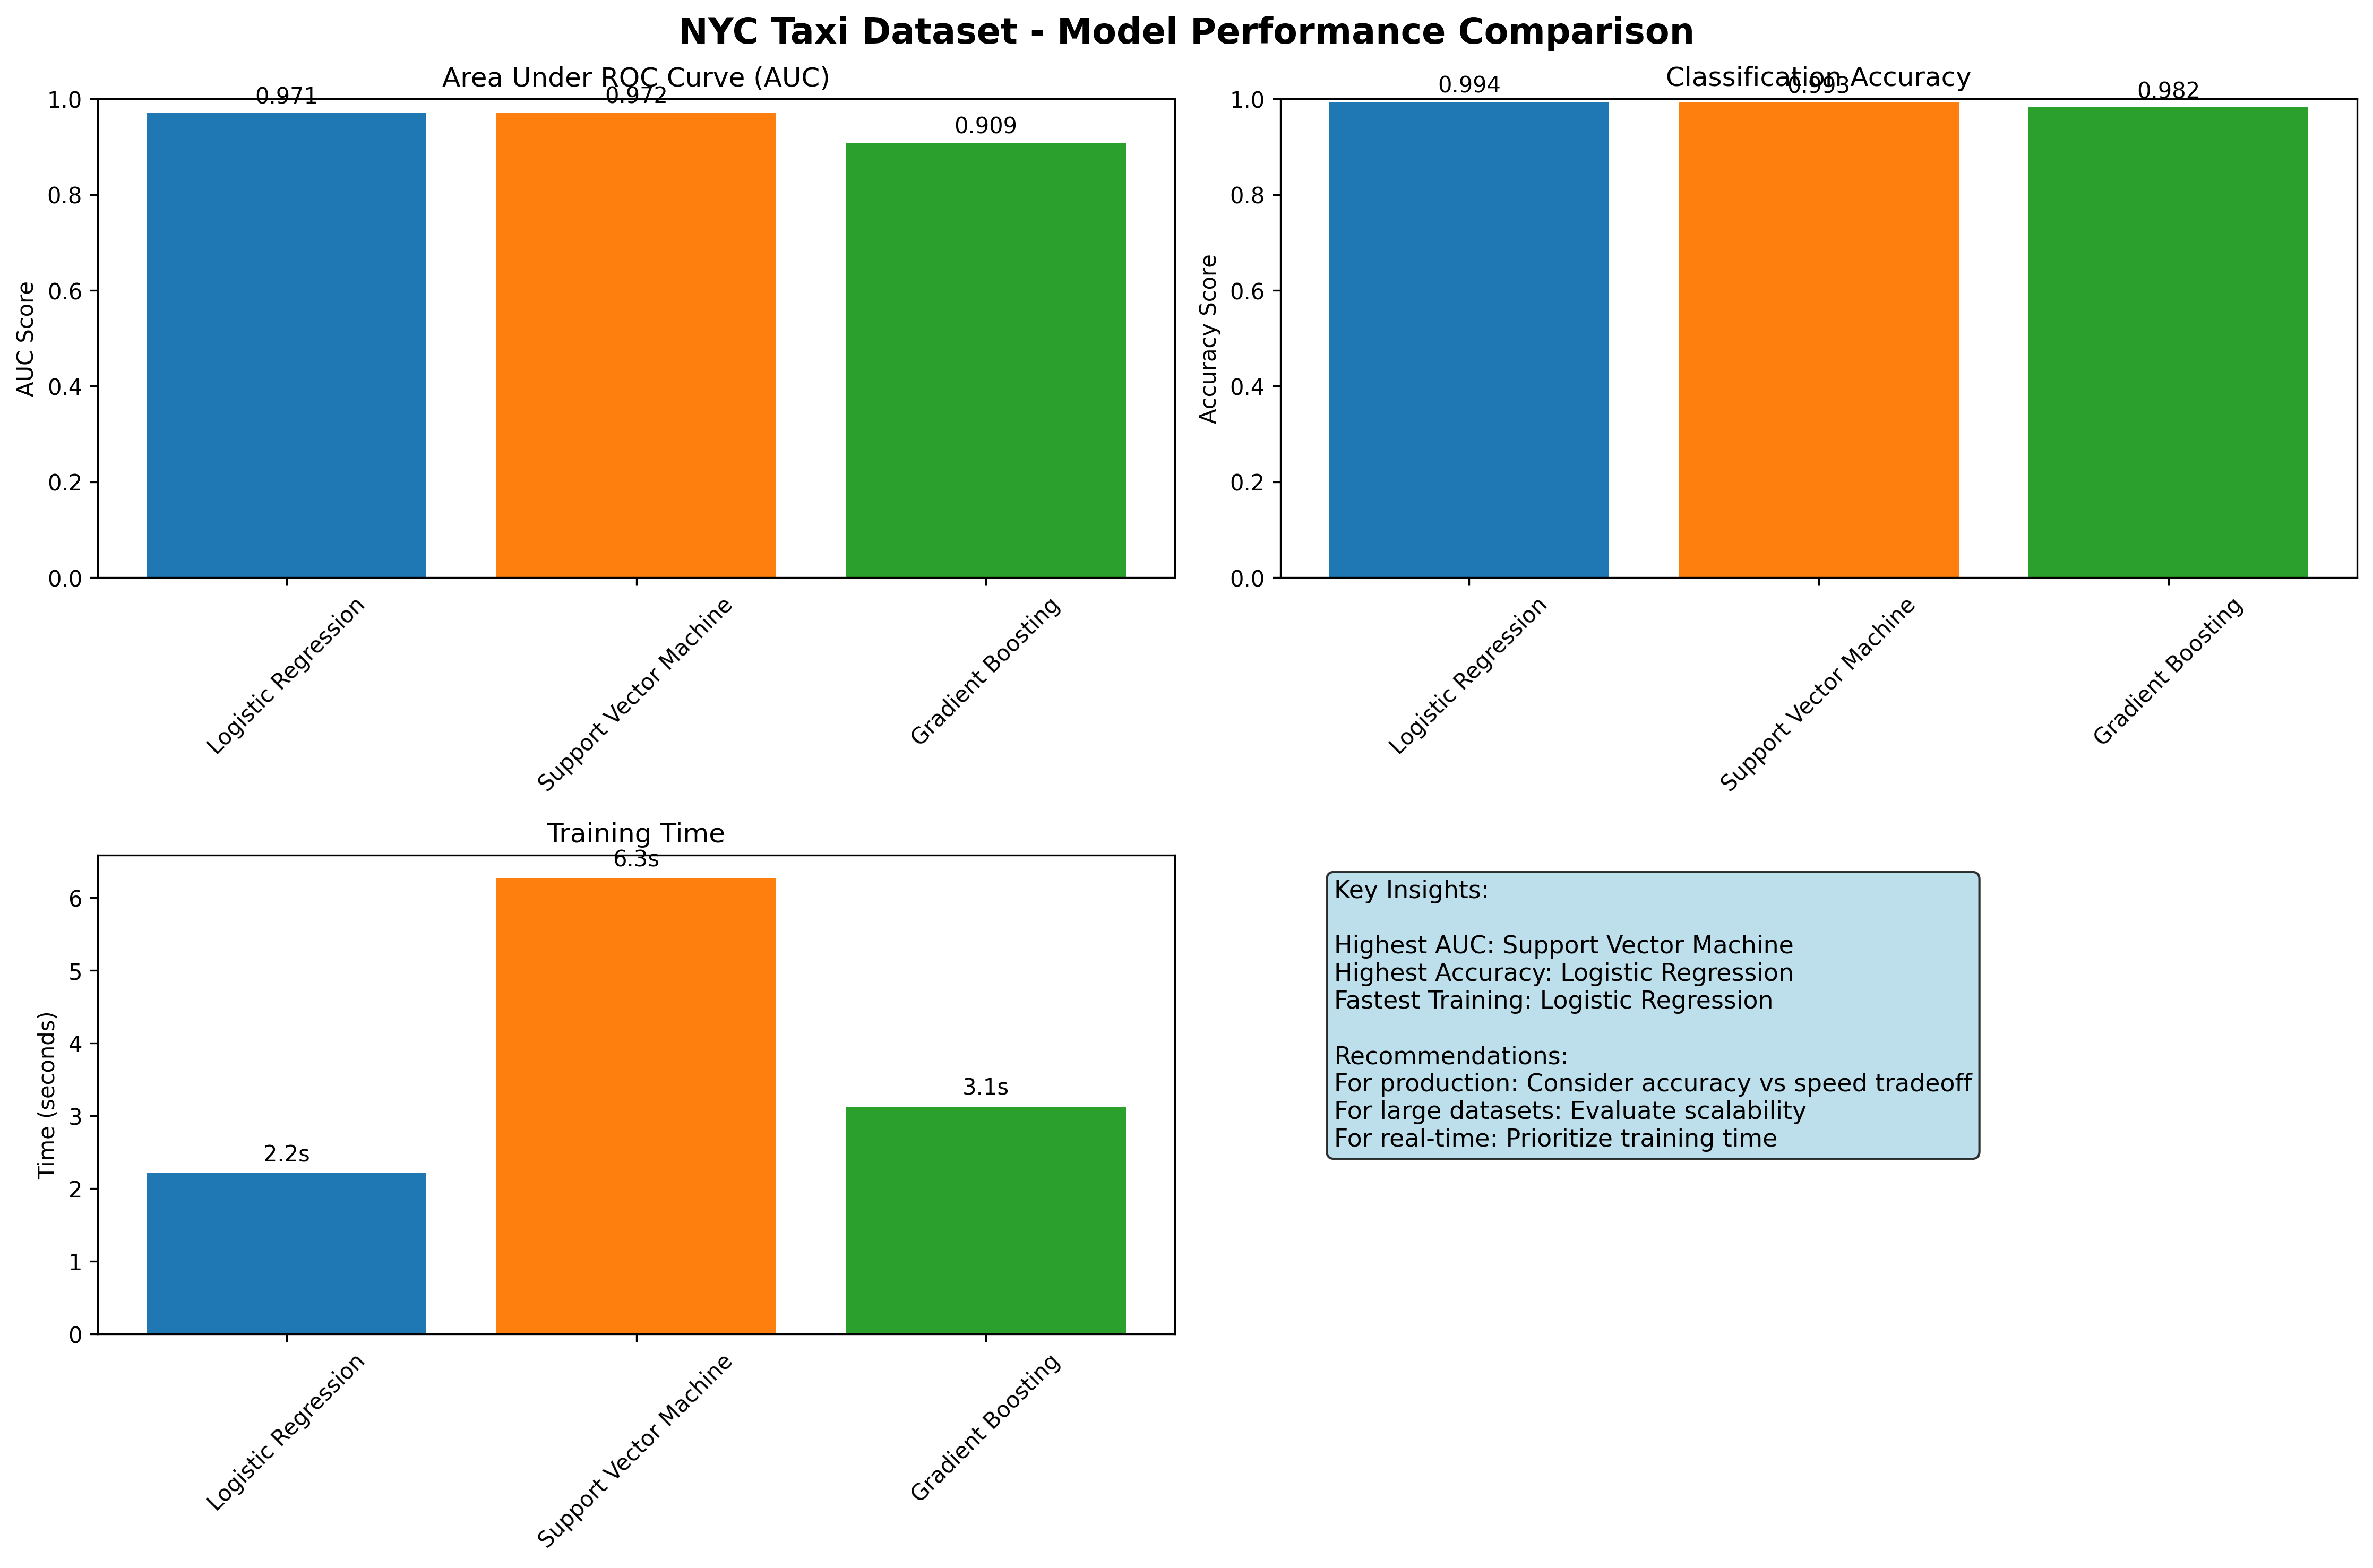 NYC Taxi Dataset - Model Performance Comparison
Area Under ROC Curve (AUC)
0.971
0.972
0.909
1.0
0.8
0.6
0.4
0.2
0.0
AUC Score
Logistic Regression
Support Vector Machine
Gradient Boosting
Classification Accuracy
0.994
0.993
0.982
1.0
0.8
0.6
0.4
0.2
0.0
Accuracy Score
Logistic Regression
Support Vector Machine
Gradient Boosting
Training Time
6.3s
2.2s
3.1s
6
5
4
3
2
1
0
Time (seconds)
Logistic Regression
Support Vector Machine
Gradient Boosting
Key Insights:
Highest AUC: Support Vector Machine
Highest Accuracy: Logistic Regression
Fastest Training: Logistic Regression
Recommendations:
For production: Consider accuracy vs speed tradeoff
For large datasets: Evaluate scalability
For real-time: Prioritize training time